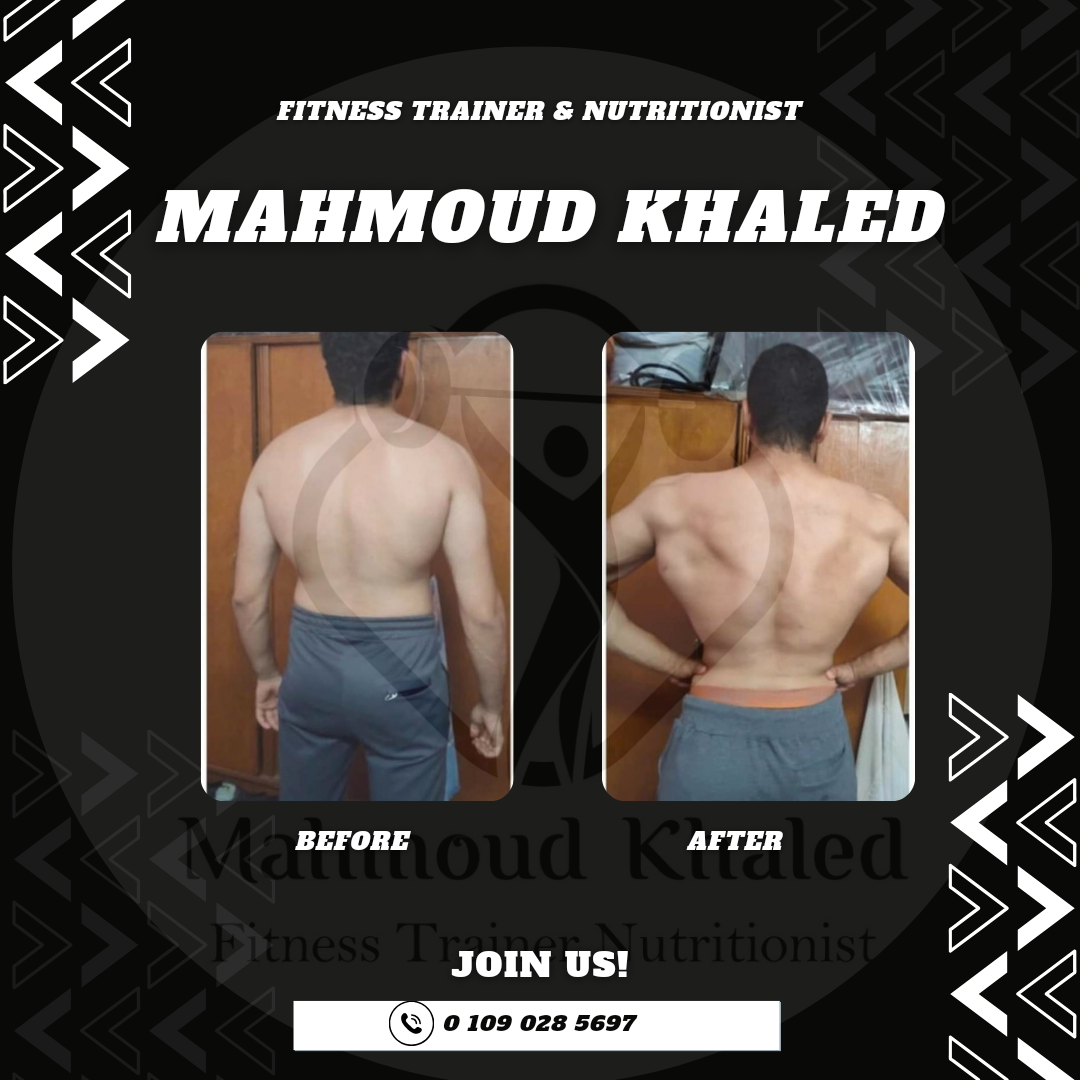 FITNESS TRAINER & NUTRITIONIST
MAHMOUD KHALED
BEFORE
AFTER
Mahmoud Khaled
Fitness Trainer Nutritionist
JOIN US!
0 109 028 5697